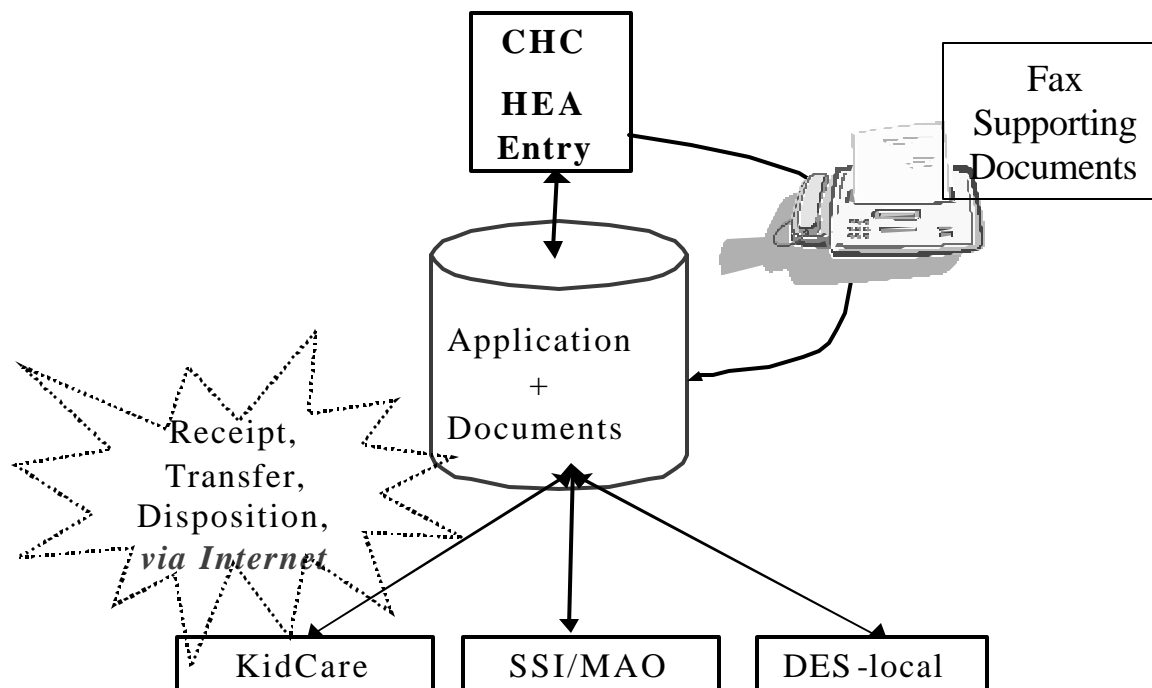 CHC
HEA
Entry
Fax
Supporting
Documents
Application
+
Documents
Receipt,
Transfer,
Disposition,
via Internet
KidCare
SSI/MAO
DES-local